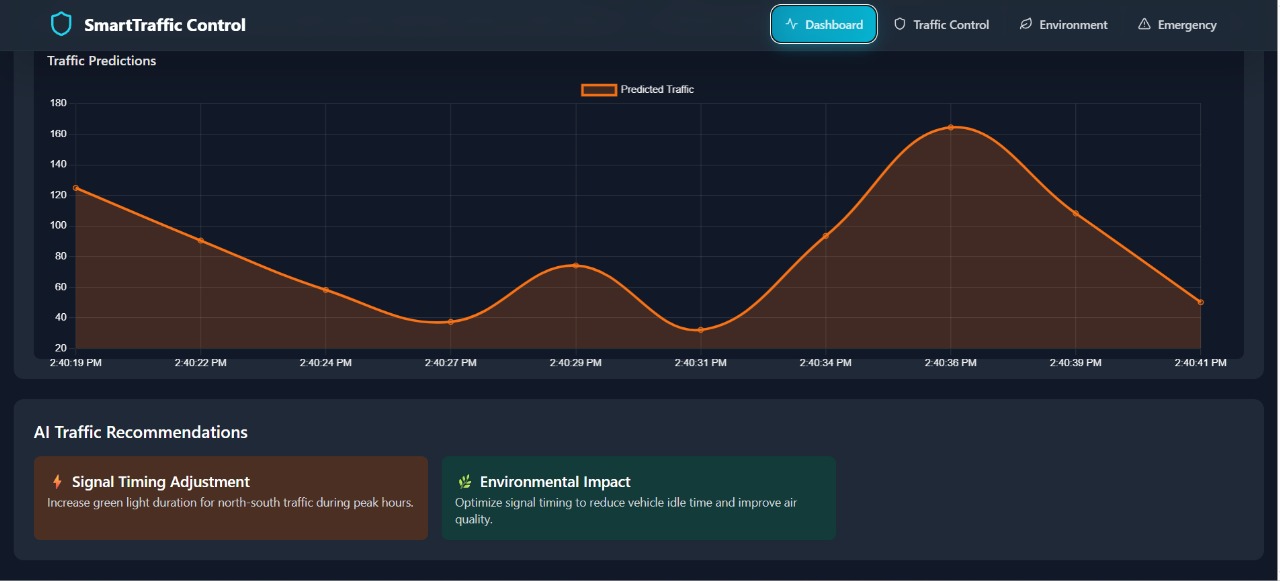 SmartTraffic Control
Dashboard
Traffic Control
Environment
Emergency
Traffic Predictions
Predicted Traffic
180
160
140
120
100
80
60
40
20
2:40:19 PM 2:40:22 PM 2:40:24 PM 2:40:27 PM 2:40:29 PM 2:40:31 PM 2:40:34 PM 2:40:36 PM 2:40:39 PM 2:40:41 PM
AI Traffic Recommendations
Signal Timing Adjustment
Increase green light duration for north-south traffic during peak hours.
Environmental Impact
Optimize signal timing to reduce vehicle idle time and improve air
quality.